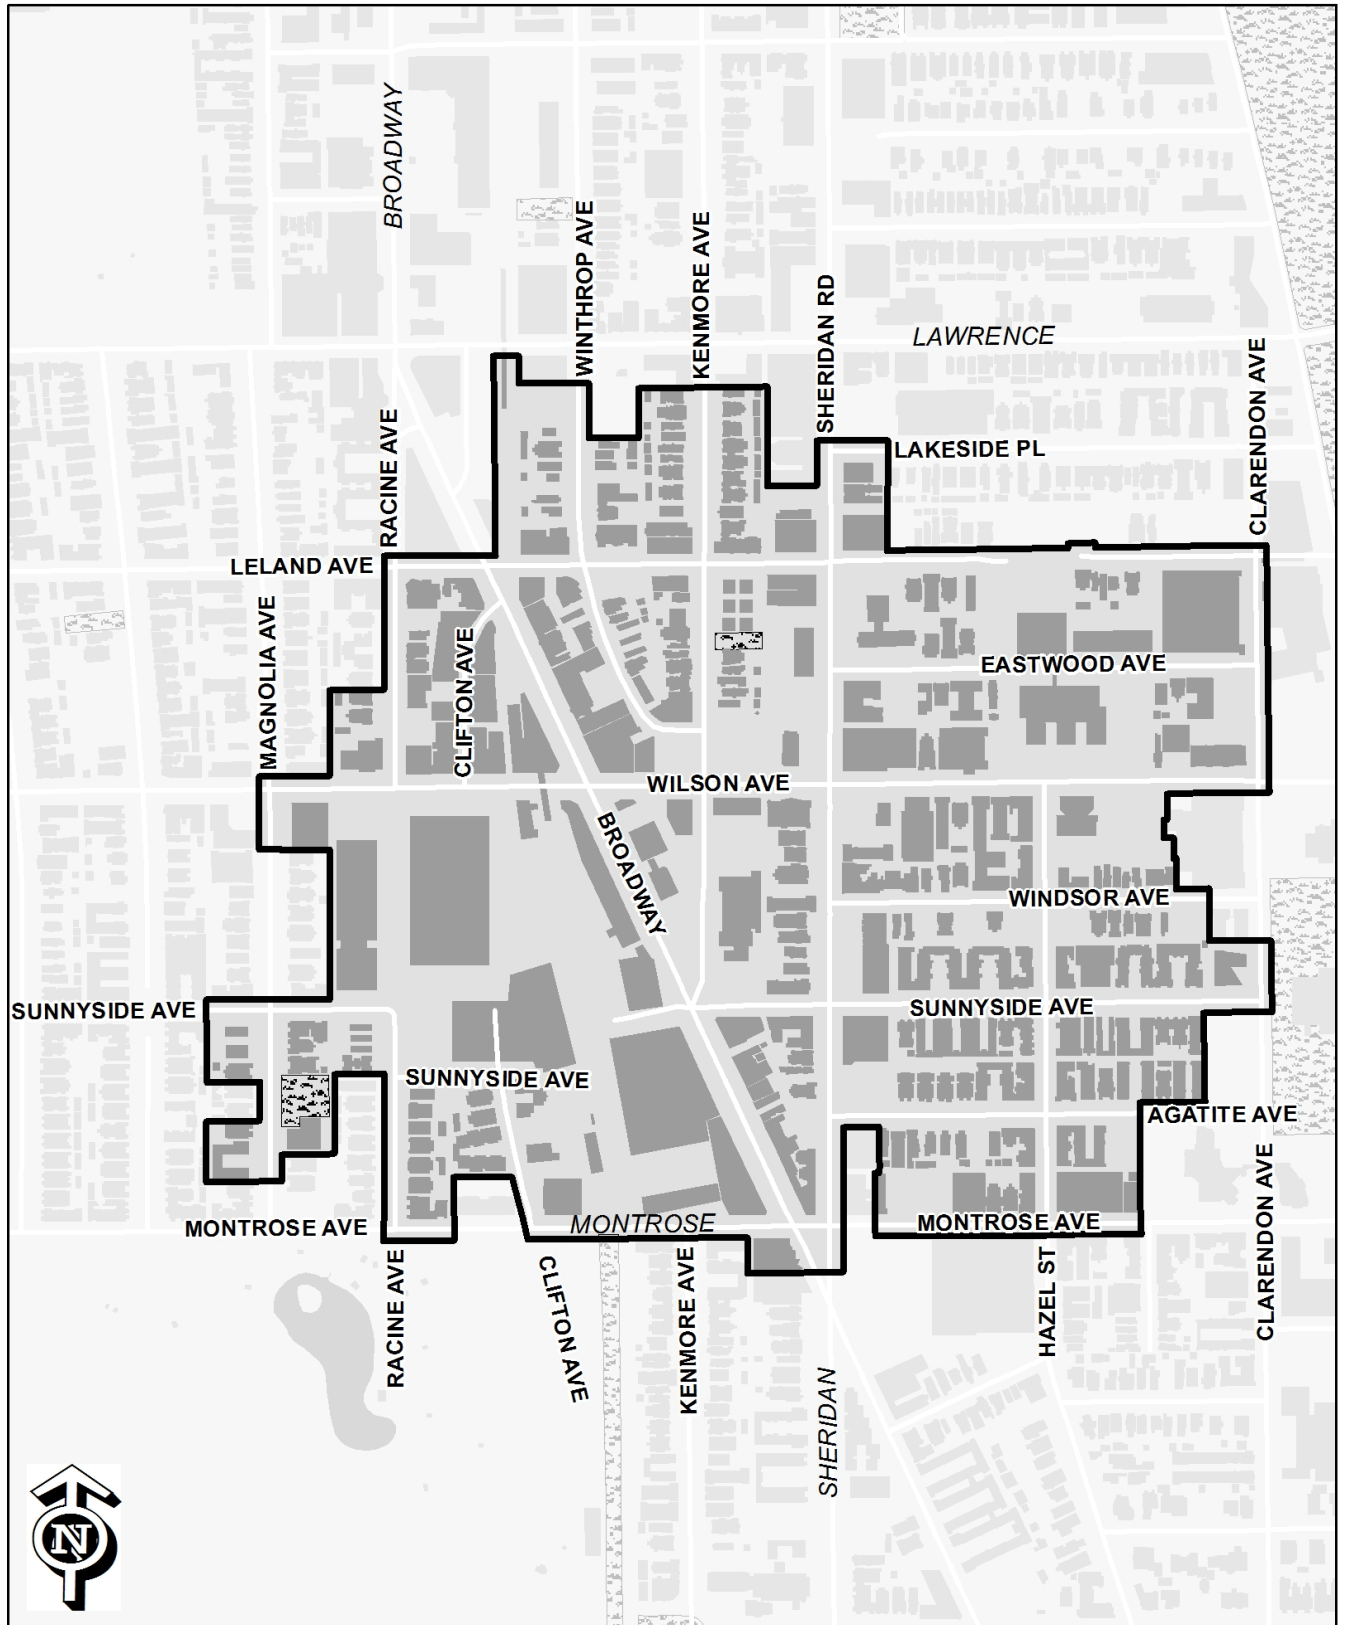 BROADWAY
WINTHROP AVE
KENMORE AVE
SHERIDAN RD
LAWRENCE
CLARENDON AVE
RACINE AVE
LAKESIDE PL
LELAND AVE
MAGNOLIA AVE
CLIFTON AVE
EASTWOOD AVE
WILSON AVE
BROADWAY
WINDSOR AVE
SUNNYSIDE AVE
SUNNYSIDE AVE
SUNNYSIDE AVE
AGATITE AVE
MONTROSE AVE
MONTROSE
MONTROSE AVE
CLARENDON AVE
RACINE AVE
CLIFTON AVE
KENMORE AVE
HAZEL ST
SHERIDAN
N